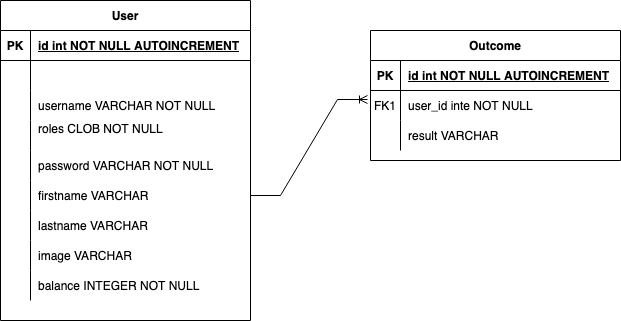 User
PK id int NOT NULL AUTOINCREMENT
username VARCHAR NOT NULL
roles CLOB NOT NULL
password VARCHAR NOT NULL
firstname VARCHAR
lastname VARCHAR
image VARCHAR
balance INTEGER NOT NULL
Outcome
PK id int NOT NULL AUTOINCREMENT
FK1 user_id inte NOT NULL
result VARCHAR